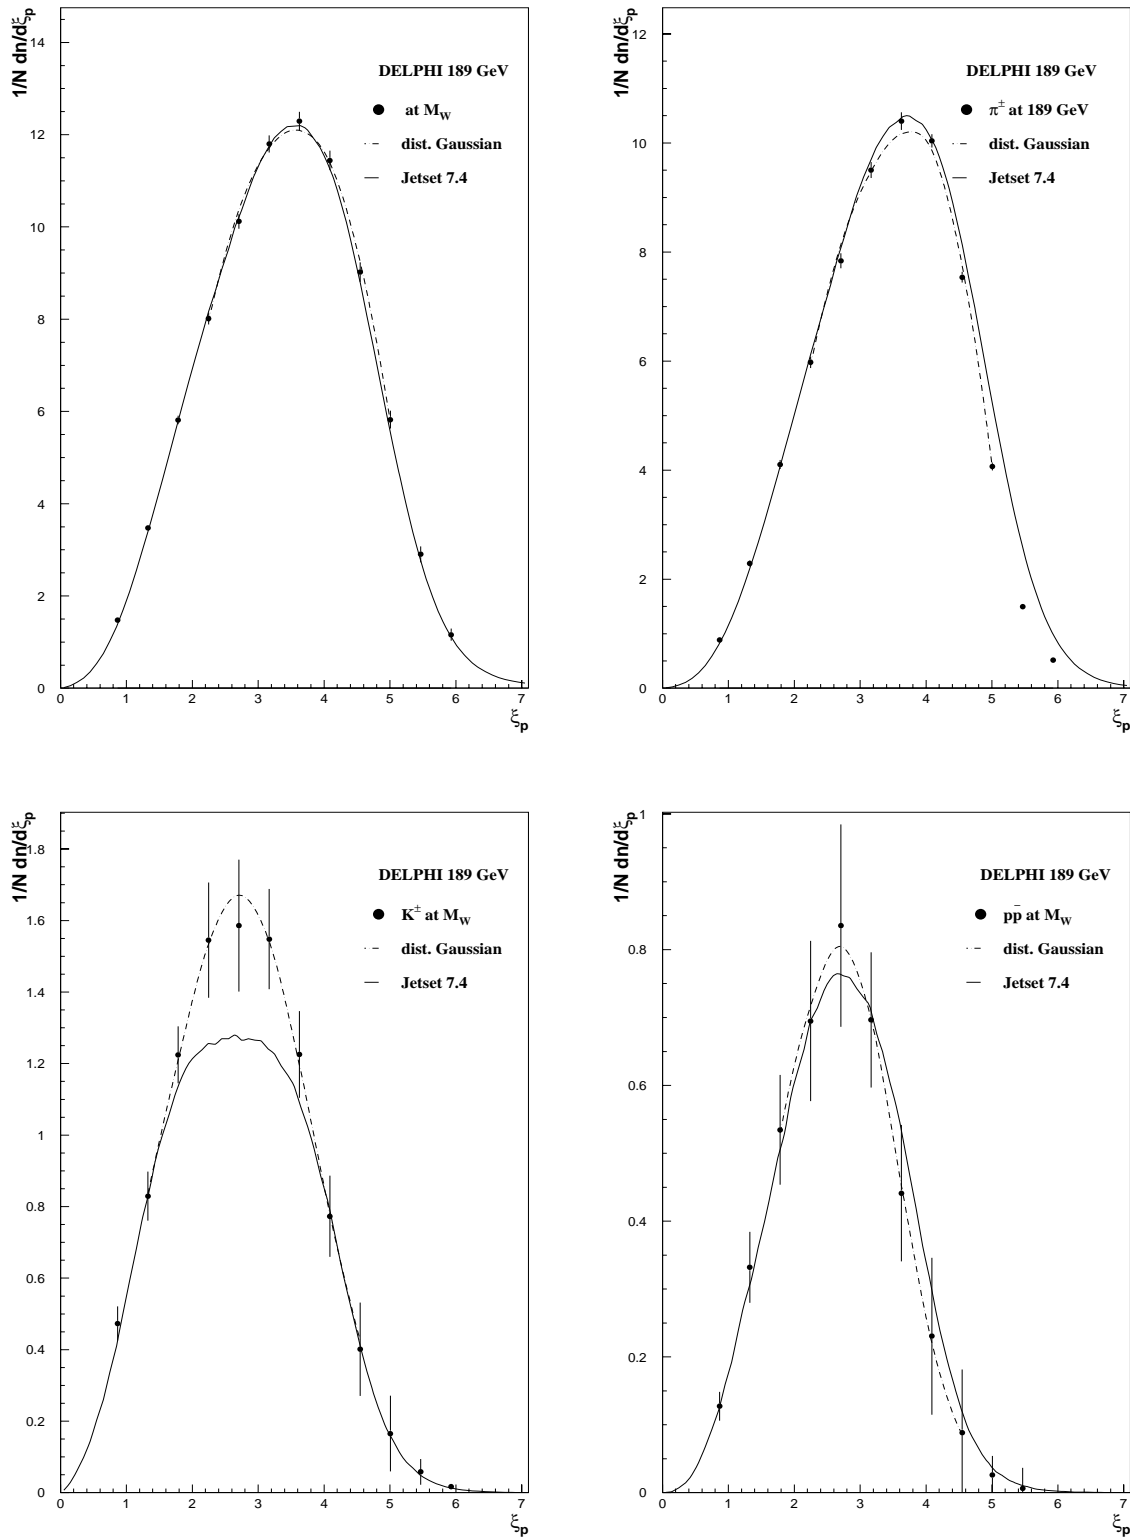 1/N dn/dξp
DELPHI 189 GeV
at MW
dist. Gaussian
Jetset 7.4
14
12
10
8
6
4
2
0
0 1 2 3 4 5 6 7
ξp
1/N dn/dξp
DELPHI 189 GeV
π± at 189 GeV
dist. Gaussian
Jetset 7.4
12
10
8
6
4
2
0
0 1 2 3 4 5 6 7
ξp
1/N dn/dξp
DELPHI 189 GeV
K± at MW
dist. Gaussian
Jetset 7.4
1.8
1.6
1.4
1.2
1
0.8
0.6
0.4
0.2
0
0 1 2 3 4 5 6 7
ξp
1/N dn/dξp
DELPHI 189 GeV
pp̄ at MW
dist. Gaussian
Jetset 7.4
1
0.8
0.6
0.4
0.2
0
0 1 2 3 4 5 6 7
ξp